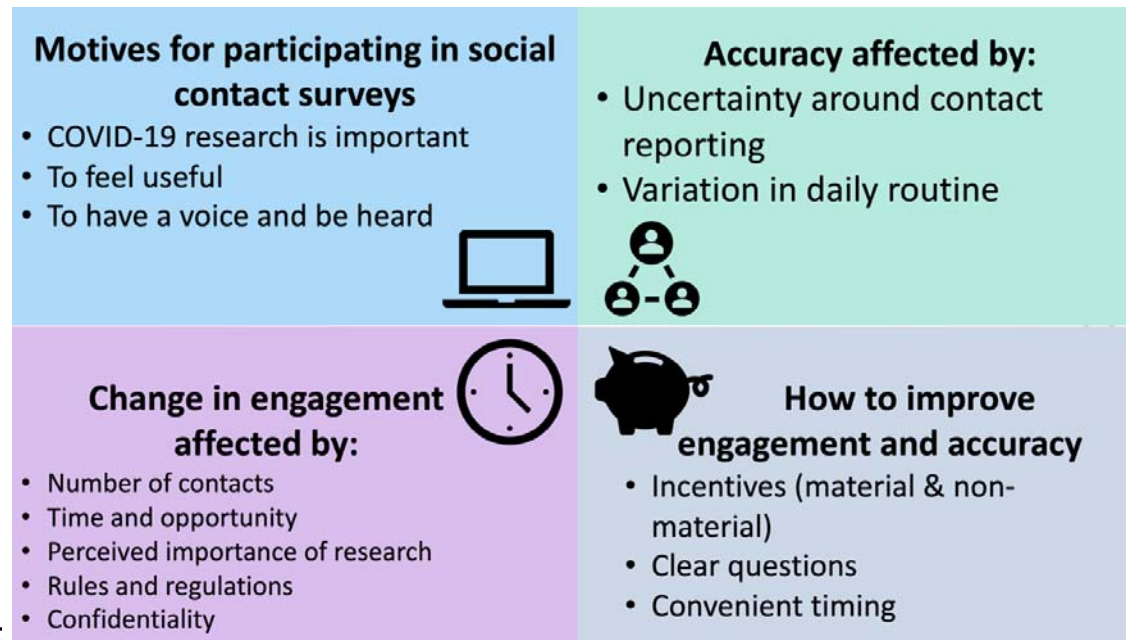 Motives for participating in social
contact surveys
• COVID-19 research is important
• To feel useful
• To have a voice and be heard
Accuracy affected by:
• Uncertainty around contact
reporting
• Variation in daily routine
Change in engagement
affected by:
• Number of contacts
• Time and opportunity
• Perceived importance of research
• Rules and regulations
• Confidentiality
How to improve
engagement and accuracy
• Incentives (material & non-
material)
• Clear questions
• Convenient timing